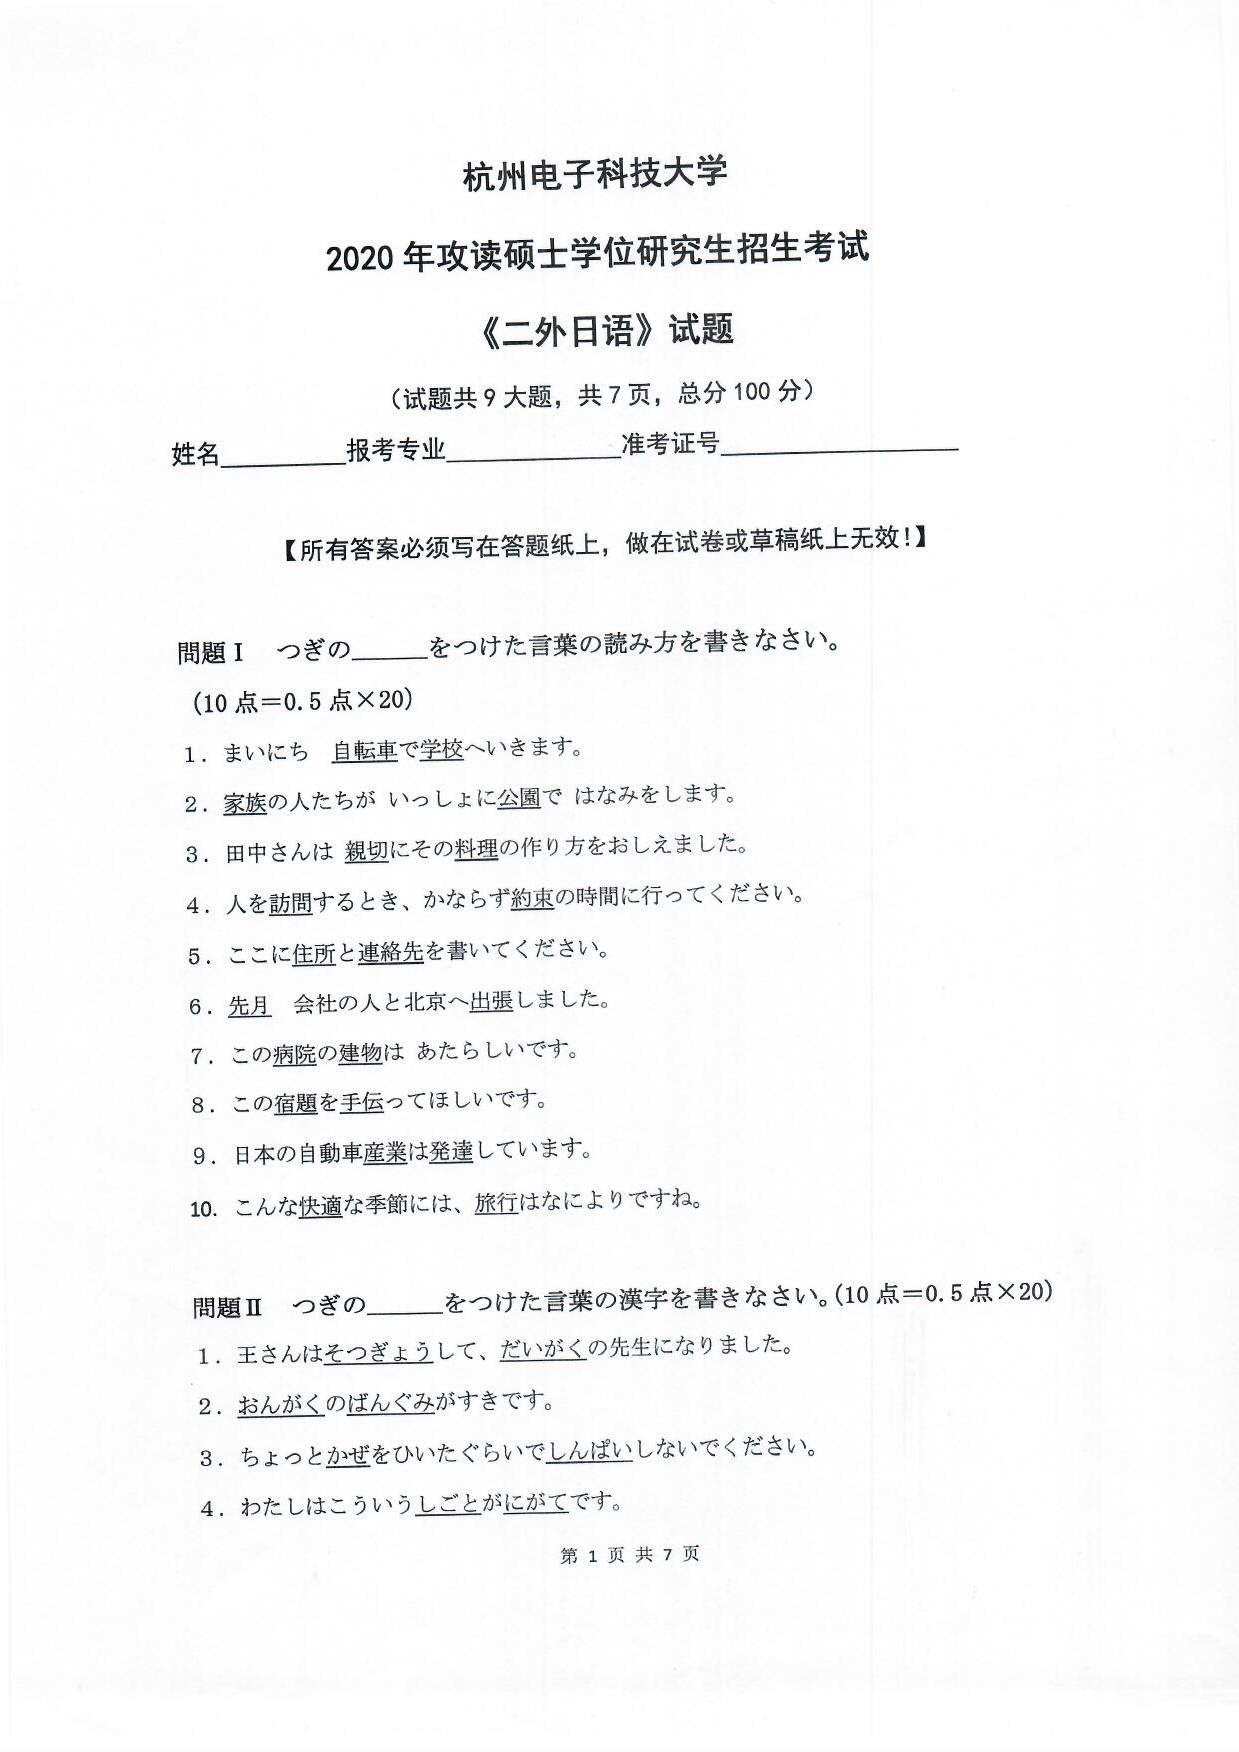 杭州电子科技大学
2020 年攻读硕士学位研究生招生考试
《二外日语》试题
（试题共 9 大题，共 7 页，总分 100 分）
姓名__________报考专业______________准考证号___________________
【所有答案必须写在答题纸上，做在试卷或草稿纸上无效!】
問題Ⅰ　つぎの______をつけた言葉の読み方を書きなさい。
(10 点＝0.5 点×20)
1．まいにち　自転車で学校へいきます。
2．家族の人たちが いっしょに公園で はなみをします。
3．田中さんは 親切にその料理の作り方をおしえました。
4．人を訪問するとき、かならず約束の時間に行ってください。
5．ここに住所と連絡先を書いてください。
6．先月　会社の人と北京へ出張しました。
7．この病院の建物は あたらしいです。
8．この宿題を手伝ってほしいです。
9．日本の自動車産業は発達しています。
10．こんな快適な季節には、旅行はなによりですね。
問題Ⅱ　つぎの______をつけた言葉の漢字を書きなさい。(10 点＝0.5 点×20)
1．王さんはそつぎょうして、だいがくの先生になりました。
2．おんがくのばんぐみがすきです。
3．ちょっとかぜをひいたぐらいでしんぱいしないでください。
4．わたしはこういうしごとがにがてです。
第 1 页 共 7 页